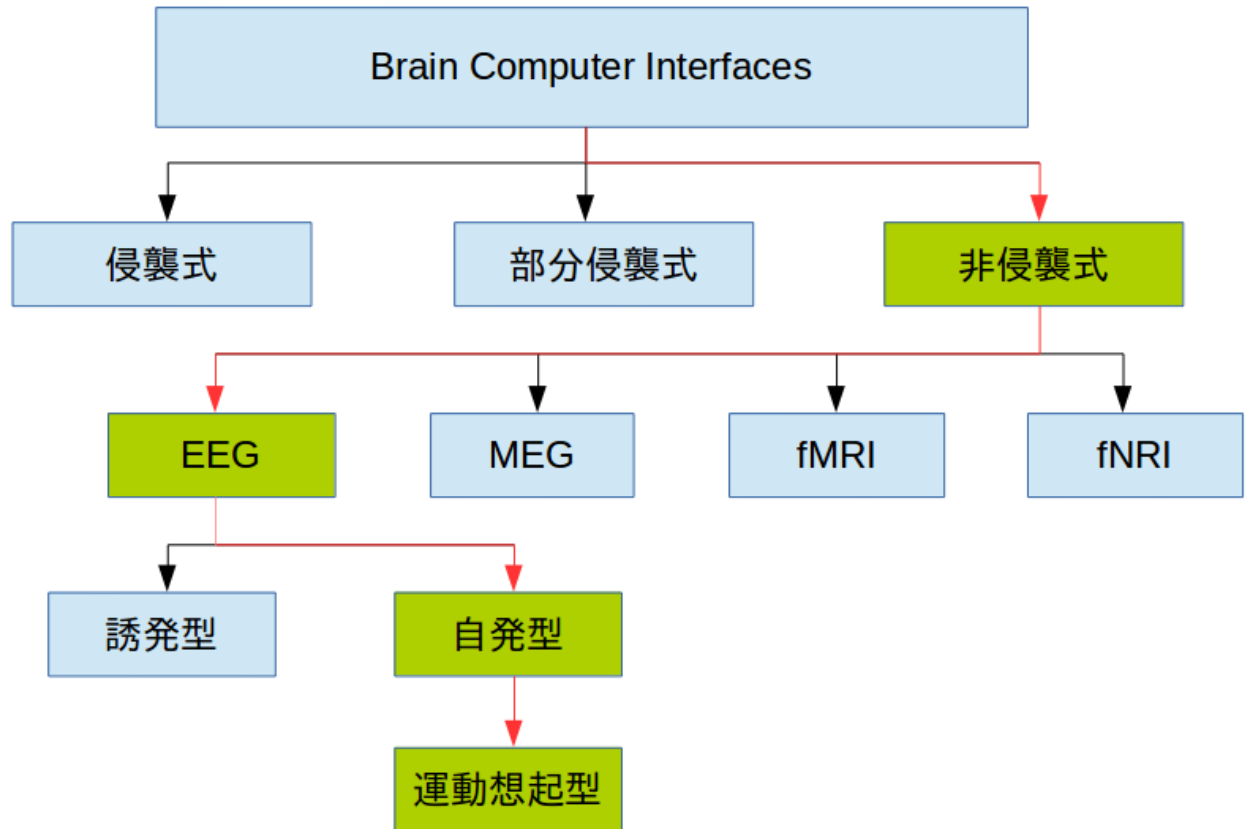 Brain Computer Interfaces
侵襲式
部分侵襲式
非侵襲式
EEG
MEG
fMRI
fNRI
誘発型
自発型
運動想起型